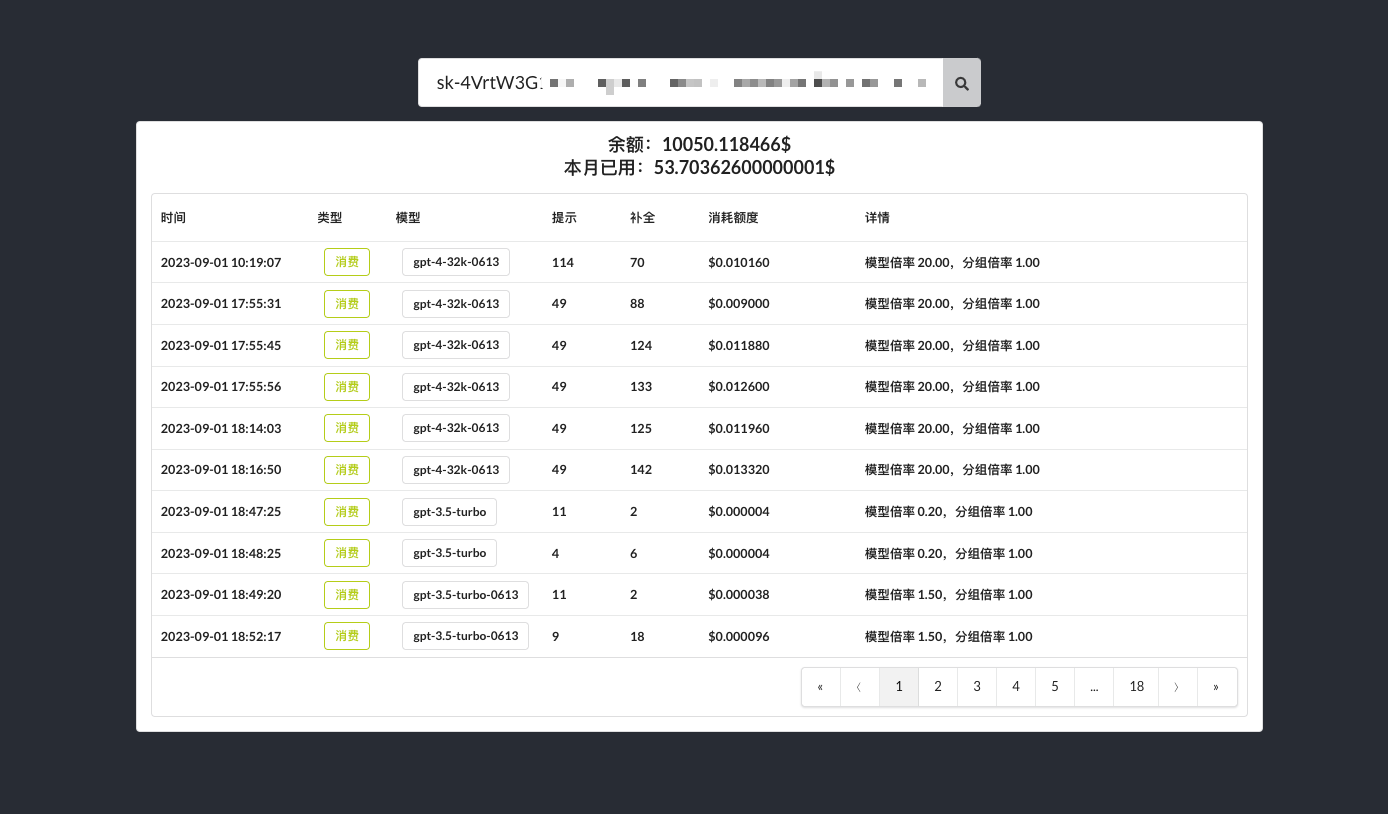 sk-4VrtW3G
余额：10050.118466$
本月已用：53.70362600000001$
时间 类型 模型 提示 补全 消耗额度 详情
2023-09-01 10:19:07 消费 gpt-4-32k-0613 114 70 $0.010160 模型倍率 20.00，分组倍率 1.00
2023-09-01 17:55:31 消费 gpt-4-32k-0613 49 88 $0.009000 模型倍率 20.00，分组倍率 1.00
2023-09-01 17:55:45 消费 gpt-4-32k-0613 49 124 $0.011880 模型倍率 20.00，分组倍率 1.00
2023-09-01 17:55:56 消费 gpt-4-32k-0613 49 133 $0.012600 模型倍率 20.00，分组倍率 1.00
2023-09-01 18:14:03 消费 gpt-4-32k-0613 49 125 $0.011960 模型倍率 20.00，分组倍率 1.00
2023-09-01 18:16:50 消费 gpt-4-32k-0613 49 142 $0.013320 模型倍率 20.00，分组倍率 1.00
2023-09-01 18:47:25 消费 gpt-3.5-turbo 11 2 $0.000004 模型倍率 0.20，分组倍率 1.00
2023-09-01 18:48:25 消费 gpt-3.5-turbo 4 6 $0.000004 模型倍率 0.20，分组倍率 1.00
2023-09-01 18:49:20 消费 gpt-3.5-turbo-0613 11 2 $0.000038 模型倍率 1.50，分组倍率 1.00
2023-09-01 18:52:17 消费 gpt-3.5-turbo-0613 9 18 $0.000096 模型倍率 1.50，分组倍率 1.00
« 〈 1 2 3 4 5 ... 18 〉 »